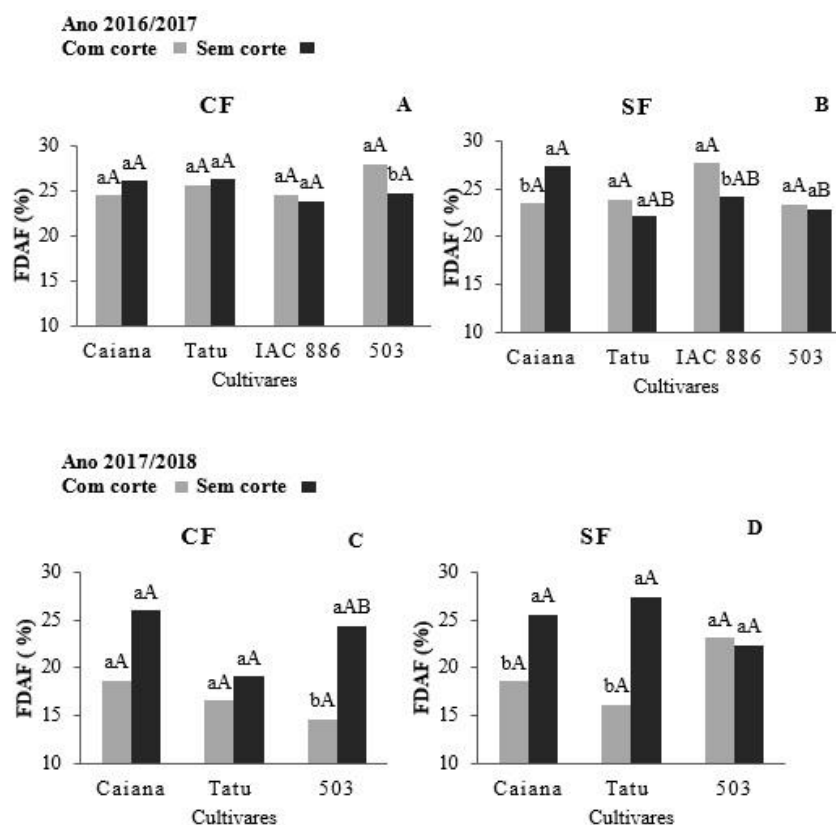 Ano 2016/2017
Com corte Sem corte
CF A
FDAF (%)
30
25
20
15
10
aA aA aA aA aA aA aA bA
Caiana Tatu IAC 886 503
Cultivares
SF B
FDAF ( %)
30
25
20
15
10
bA aA aA aAB aA bAB aA aB
Caiana Tatu IAC 886 503
Cultivares
Ano 2017/2018
Com corte Sem corte
CF C
FDAF ( %)
30
25
20
15
10
aA aA aA aA bA aAB
Caiana Tatu 503
Cultivares
SF D
FDAF (%)
30
25
20
15
10
bA aA bA aA aA aA
Caiana Tatu 503
Cultivares